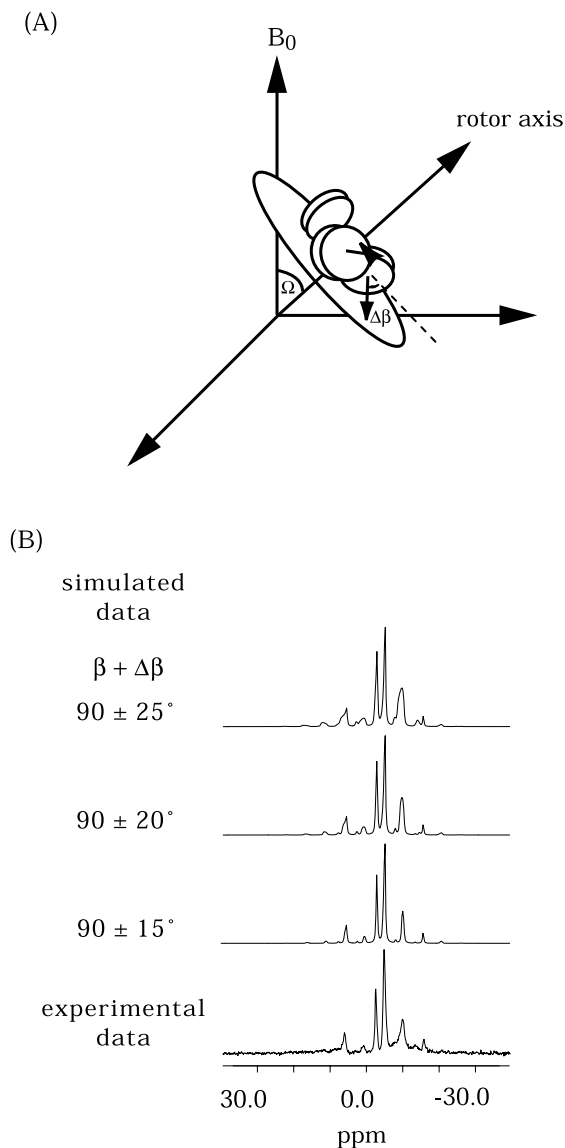 (A)
B₀
rotor axis
Ω
Δβ
(B)
simulated
data
β + Δβ
90 ± 25°
90 ± 20°
90 ± 15°
experimental
data
30.0 0.0 -30.0
ppm